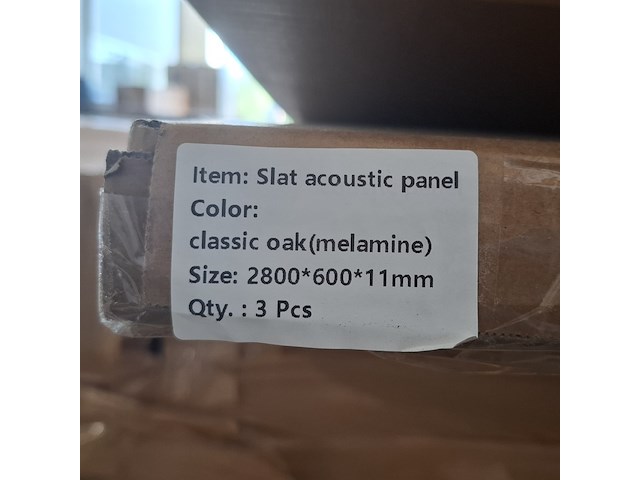 Item: Slat acoustic panel
Color:
classic oak(melamine)
Size: 2800*600*11mm
Qty. : 3 Pcs